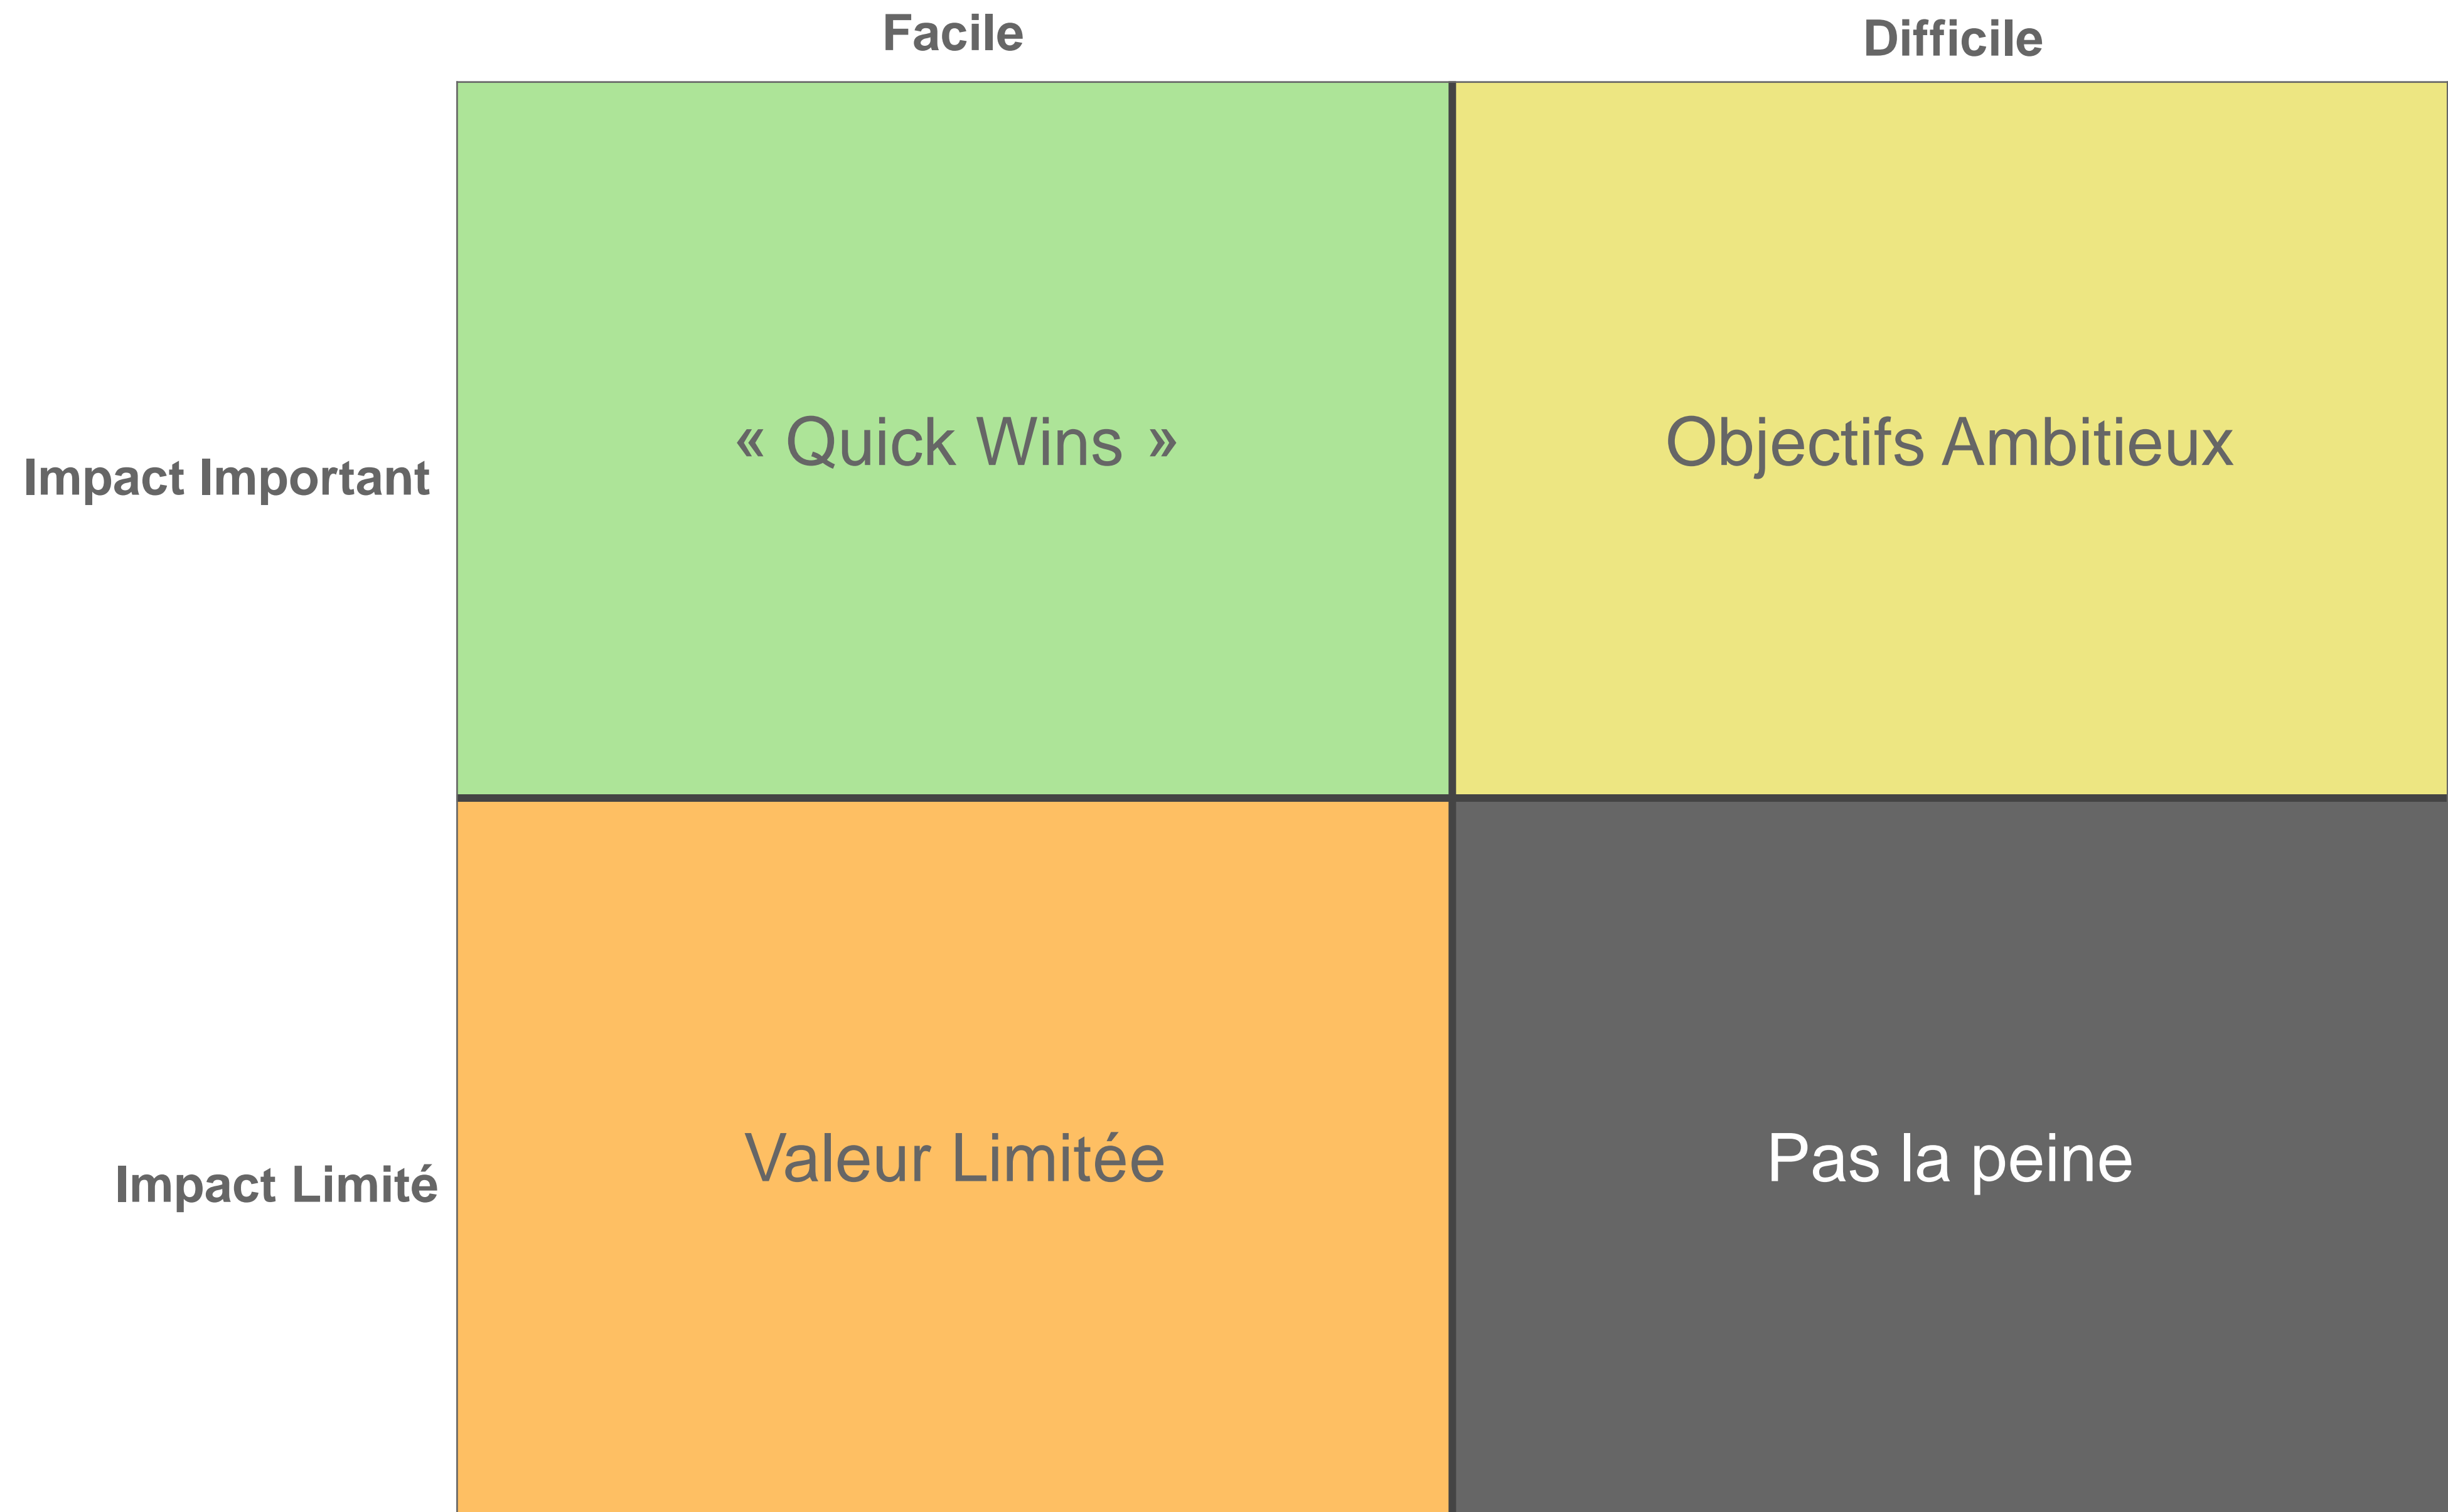 Facile
Difficile
Impact Important
« Quick Wins »
Objectifs Ambitieux
Impact Limité
Valeur Limitée
Pas la peine